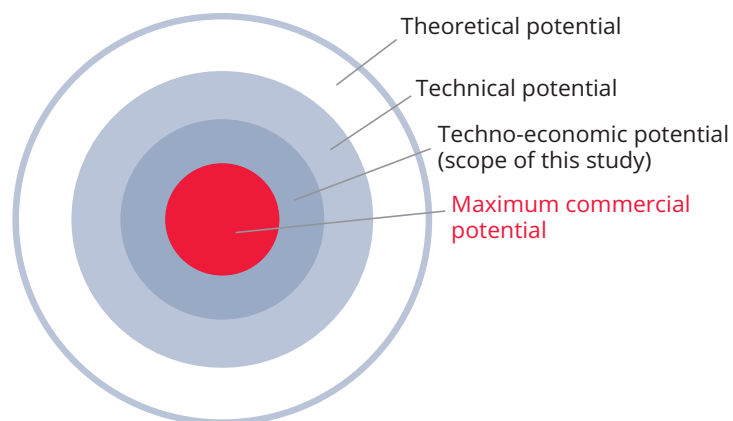 Theoretical potential
Technical potential
Techno-economic potential
(scope of this study)
Maximum commercial
potential